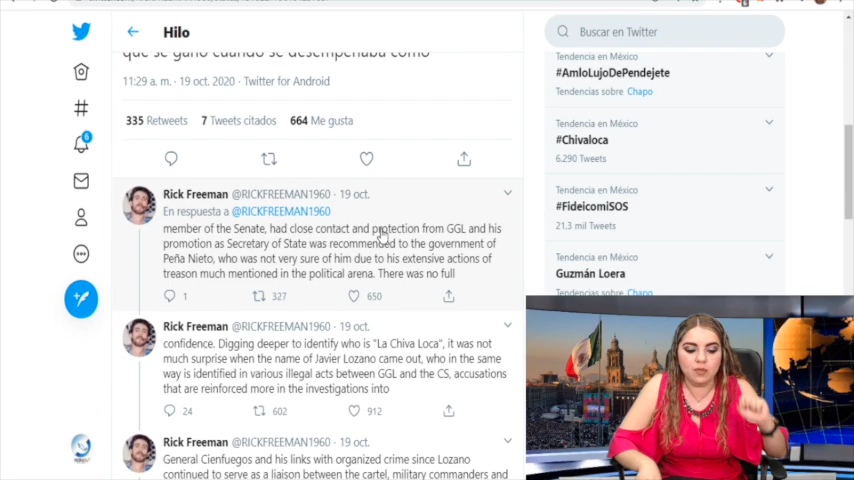 Hilo
Buscar en Twitter
que se ganó cuando se desempeñaba como
11:29 a. m. · 19 oct. 2020 · Twitter for Android
335 Retweets 7 Tweets citados 664 Me gusta
Rick Freeman @RICKFREEMAN1960 · 19 oct.
En respuesta a @RICKFREEMAN1960
member of the Senate, had close contact and protection from GGL and his
promotion as Secretary of State was recommended to the government of
Peña Nieto, who was not very sure of him due to his extensive actions of
treason much mentioned in the political arena. There was no full
1 327 650
Rick Freeman @RICKFREEMAN1960 · 19 oct.
confidence. Digging deeper to identify who is "La Chiva Loca", it was not
much surprise when the name of Javier Lozano came out, who in the same
way is identified in various illegal acts between GGL and the CS, accusations
that are reinforced more in the investigations into
24 602 912
Rick Freeman @RICKFREEMAN1960 · 19 oct.
General Cienfuegos and his links with organized crime since Lozano
continued to serve as a liaison between the cartel, military commanders and
6
Tendencia en México
#AmloLujoDePendejete
Tendencias sobre Chapo
Tendencia en México
#Chivaloca
6.290 Tweets
Tendencia en México
#FideicomiSOS
21.3 mil Tweets
Tendencia en México
Guzmán Loera
Tendencias sobre Chapo